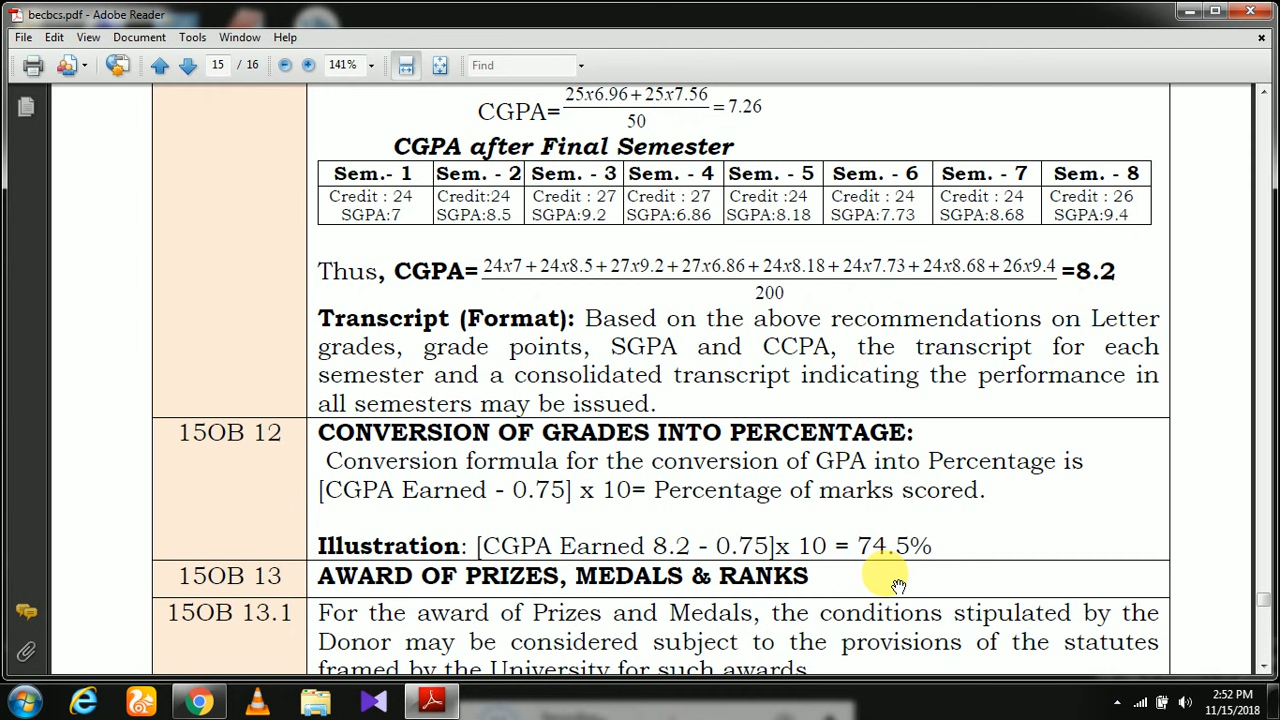 becbcs.pdf - Adobe Reader
File Edit View Document Tools Window Help
15 / 16 141% Find
CGPA= 25x6.96 + 25x7.56 = 7.26
50
CGPA after Final Semester
Sem.- 1 Sem. - 2 Sem. - 3 Sem. - 4 Sem. - 5 Sem. - 6 Sem. - 7 Sem. - 8
Credit : 24 Credit:24 Credit : 27 Credit : 27 Credit :24 Credit : 24 Credit : 24 Credit : 26
SGPA:7 SGPA:8.5 SGPA:9.2 SGPA:6.86 SGPA:8.18 SGPA:7.73 SGPA:8.68 SGPA:9.4
Thus, CGPA= 24x7 + 24x8.5 + 27x9.2 + 27x6.86 + 24x8.18 + 24x7.73 + 24x8.68 + 26x9.4 =8.2
200
Transcript (Format): Based on the above recommendations on Letter
grades, grade points, SGPA and CCPA, the transcript for each
semester and a consolidated transcript indicating the performance in
all semesters may be issued.
15OB 12 CONVERSION OF GRADES INTO PERCENTAGE:
Conversion formula for the conversion of GPA into Percentage is
[CGPA Earned - 0.75] x 10= Percentage of marks scored.
Illustration: [CGPA Earned 8.2 - 0.75]x 10 = 74.5%
15OB 13 AWARD OF PRIZES, MEDALS & RANKS
15OB 13.1 For the award of Prizes and Medals, the conditions stipulated by the
Donor may be considered subject to the provisions of the statutes
framed by the University for such awards.
2:52 PM
11/15/2018